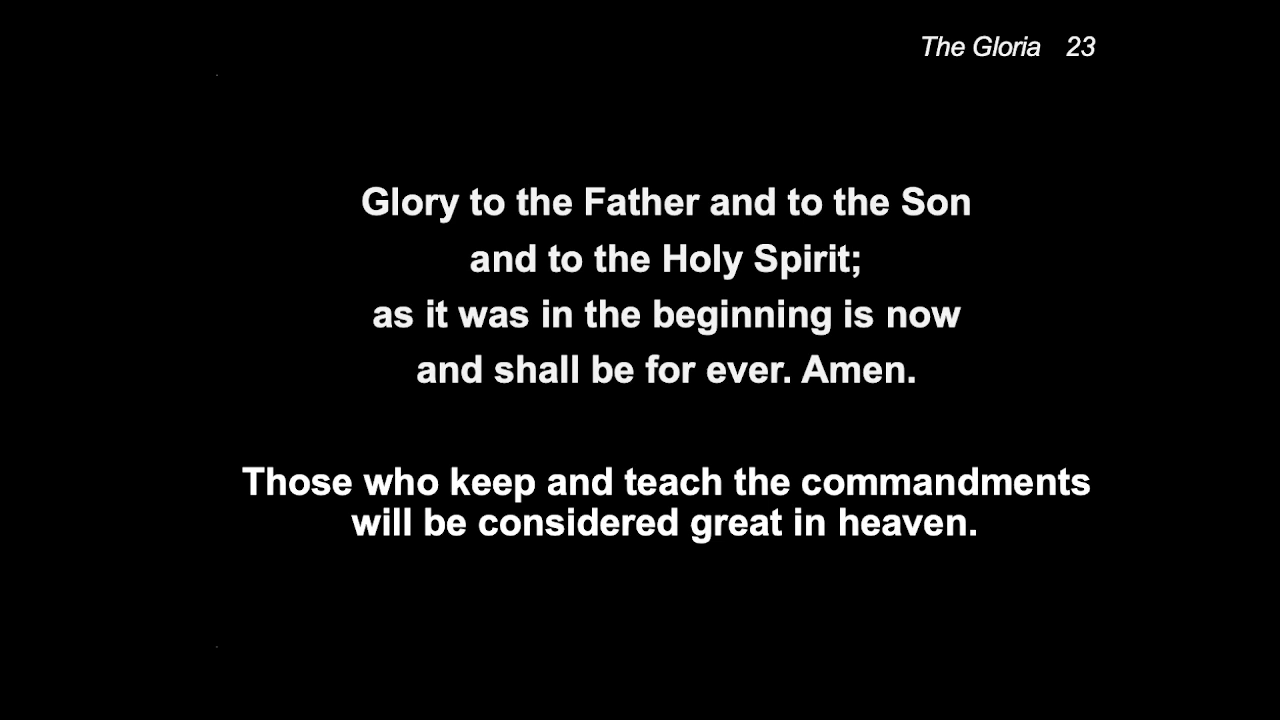 The Gloria 23
Glory to the Father and to the Son
and to the Holy Spirit;
as it was in the beginning is now
and shall be for ever. Amen.
Those who keep and teach the commandments
will be considered great in heaven.